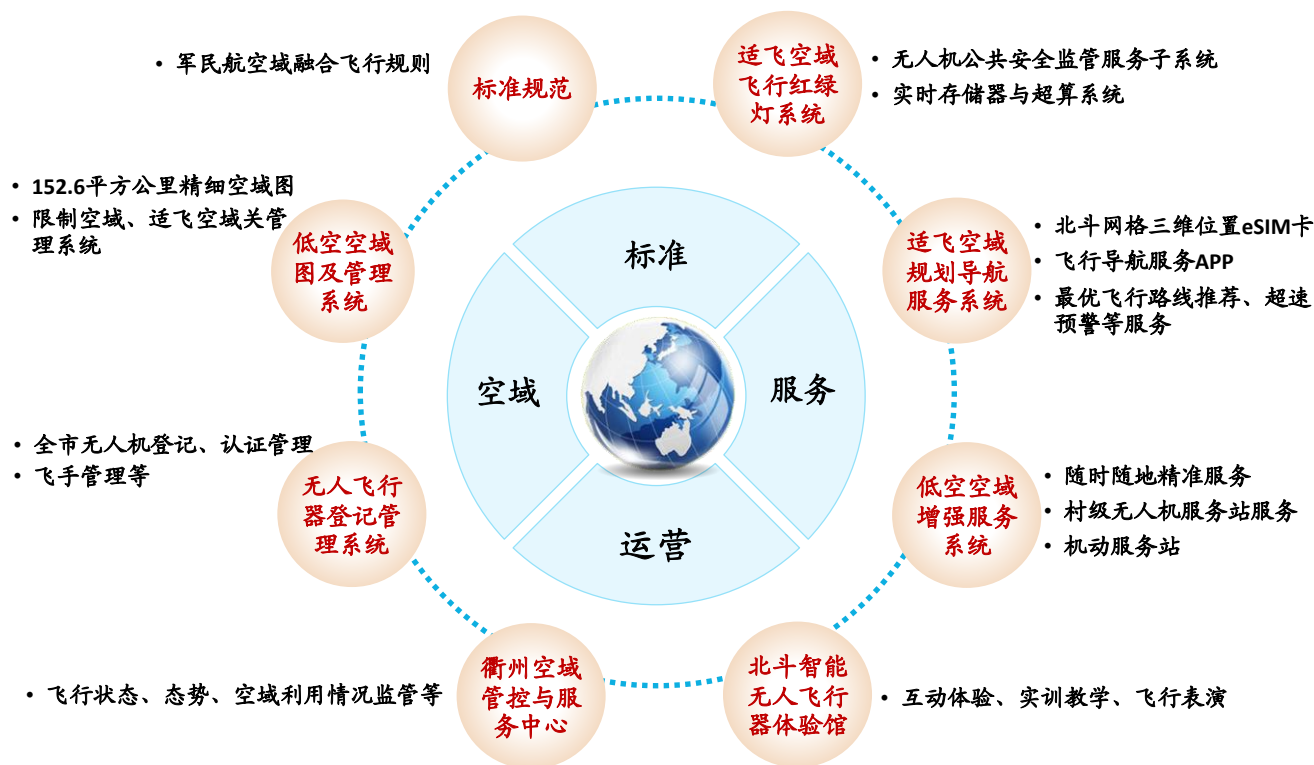 标准规范
• 军民航空域融合飞行规则
适飞空域
飞行红绿
灯系统
• 无人机公共安全监管服务子系统
• 实时存储器与超算系统
• 152.6平方公里精细空域图
• 限制空域、适飞空域关管
理系统
低空空域
图及管理
系统
适飞空域
规划导航
服务系统
• 北斗网格三维位置eSIM卡
• 飞行导航服务APP
• 最优飞行路线推荐、超速
预警等服务
标准
空域
服务
运营
• 全市无人机登记、认证管理
• 飞手管理等
无人飞行
器登记管
理系统
低空空域
增强服务
系统
• 随时随地精准服务
• 村级无人机服务站服务
• 机动服务站
• 飞行状态、态势、空域利用情况监管等
衢州空域
管控与服
务中心
北斗智能
无人飞行
器体验馆
• 互动体验、实训教学、飞行表演